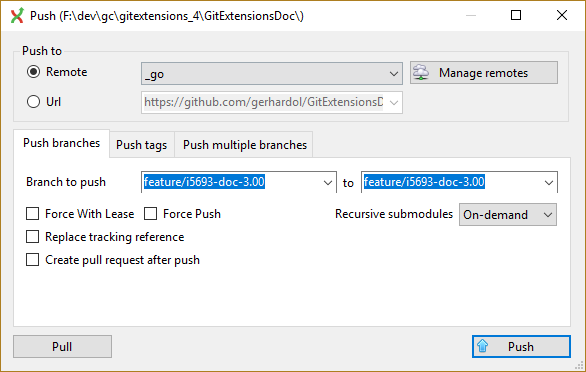 Push (F:\dev\gc\gitextensions_4\GitExtensionsDoc\)
Push to
Remote
_go
Manage remotes
Url
https://github.com/gerhardol/GitExtensionsD
Push branches
Push tags
Push multiple branches
Branch to push
feature/i5693-doc-3.00
to
feature/i5693-doc-3.00
Force With Lease
Force Push
Recursive submodules
On-demand
Replace tracking reference
Create pull request after push
Pull
Push